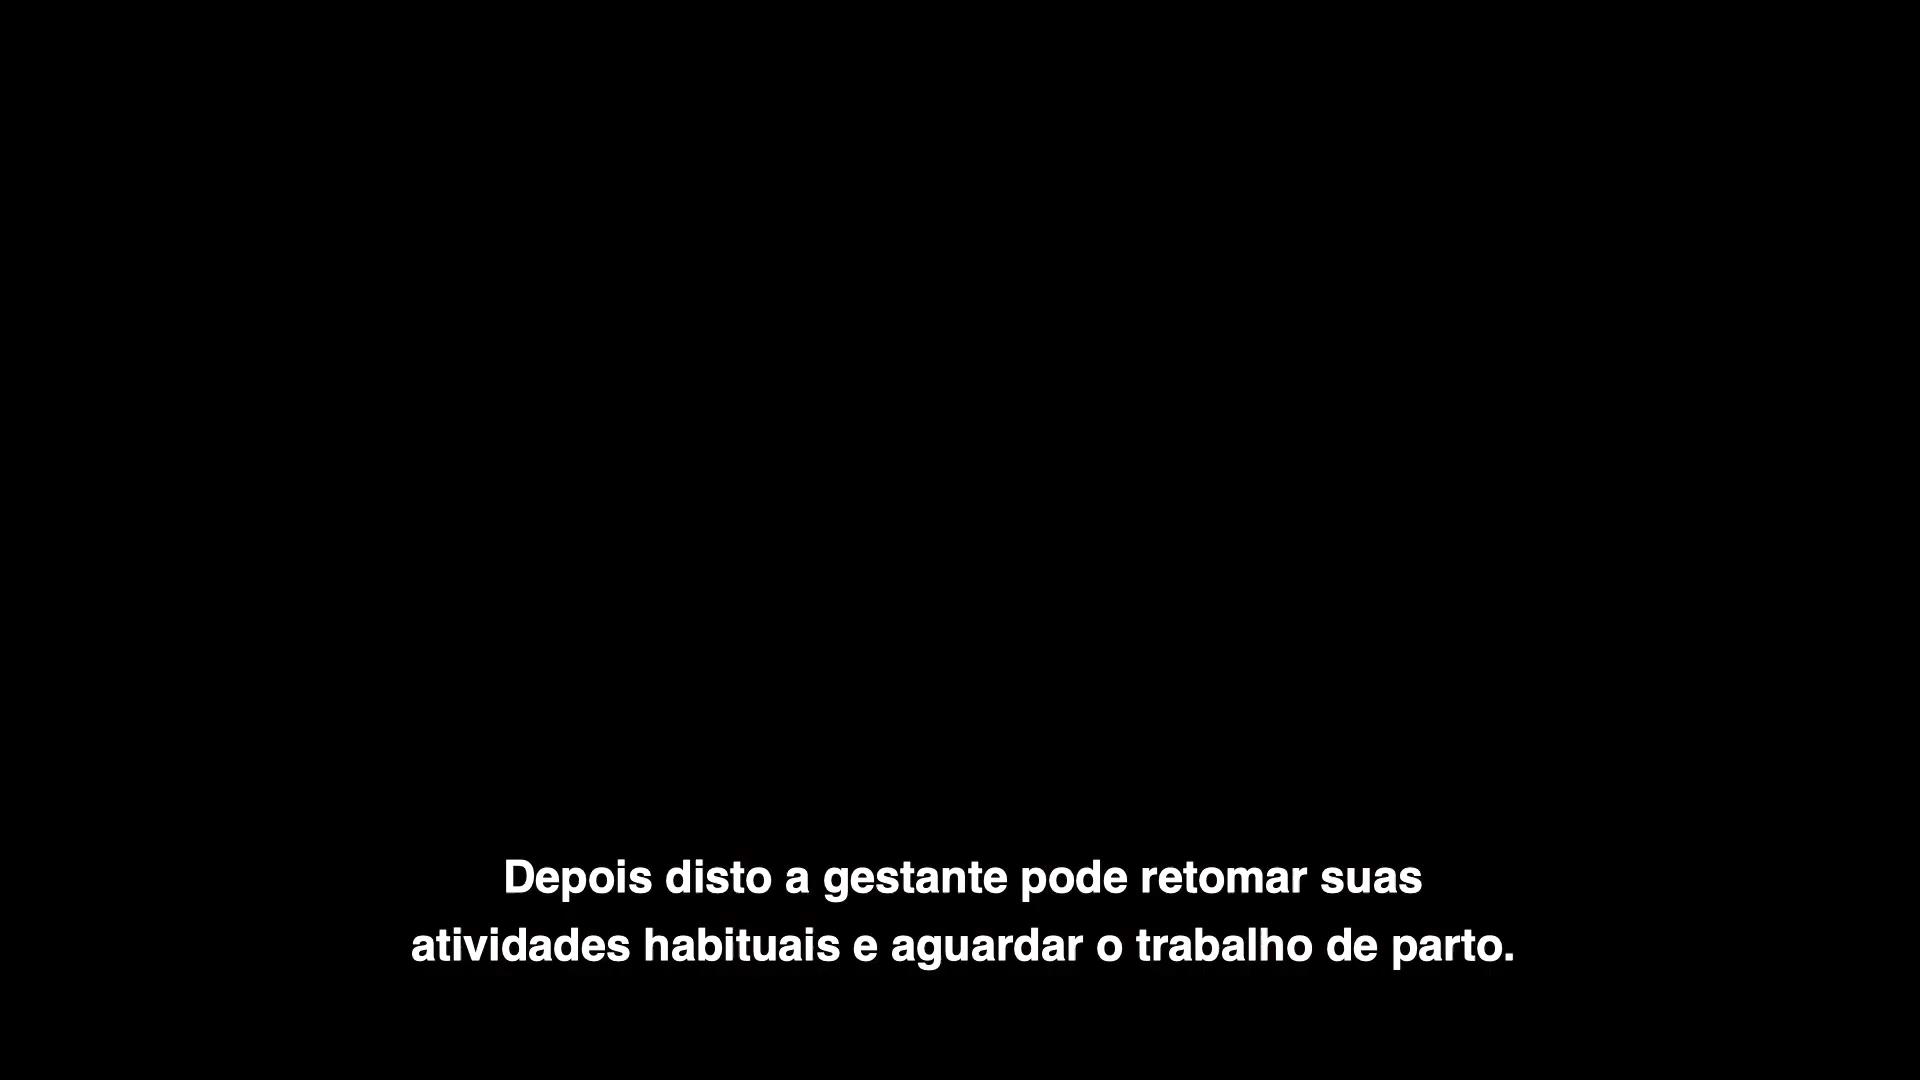 Depois disto a gestante pode retomar suas
atividades habituais e aguardar o trabalho de parto.